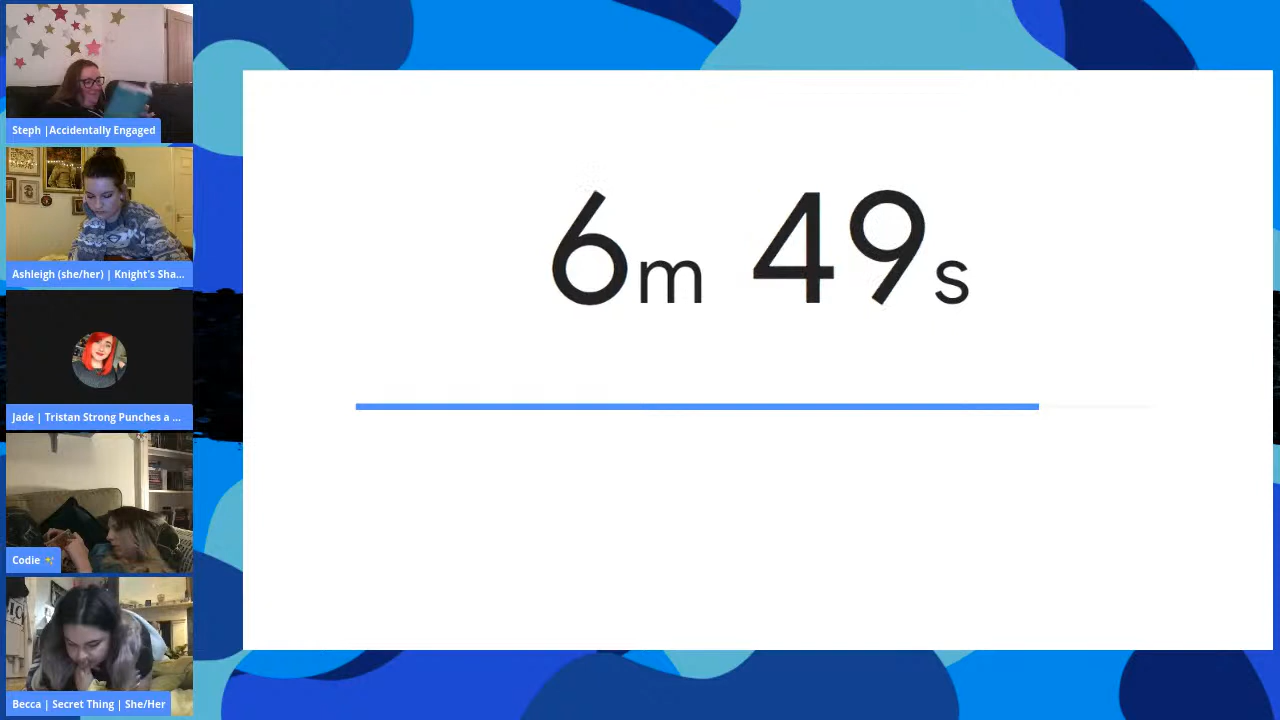 Steph |Accidentally Engaged
Ashleigh (she/her) | Knight's Sha...
Jade | Tristan Strong Punches a ...
Codie ✨
Becca | Secret Thing | She/Her
6m 49s